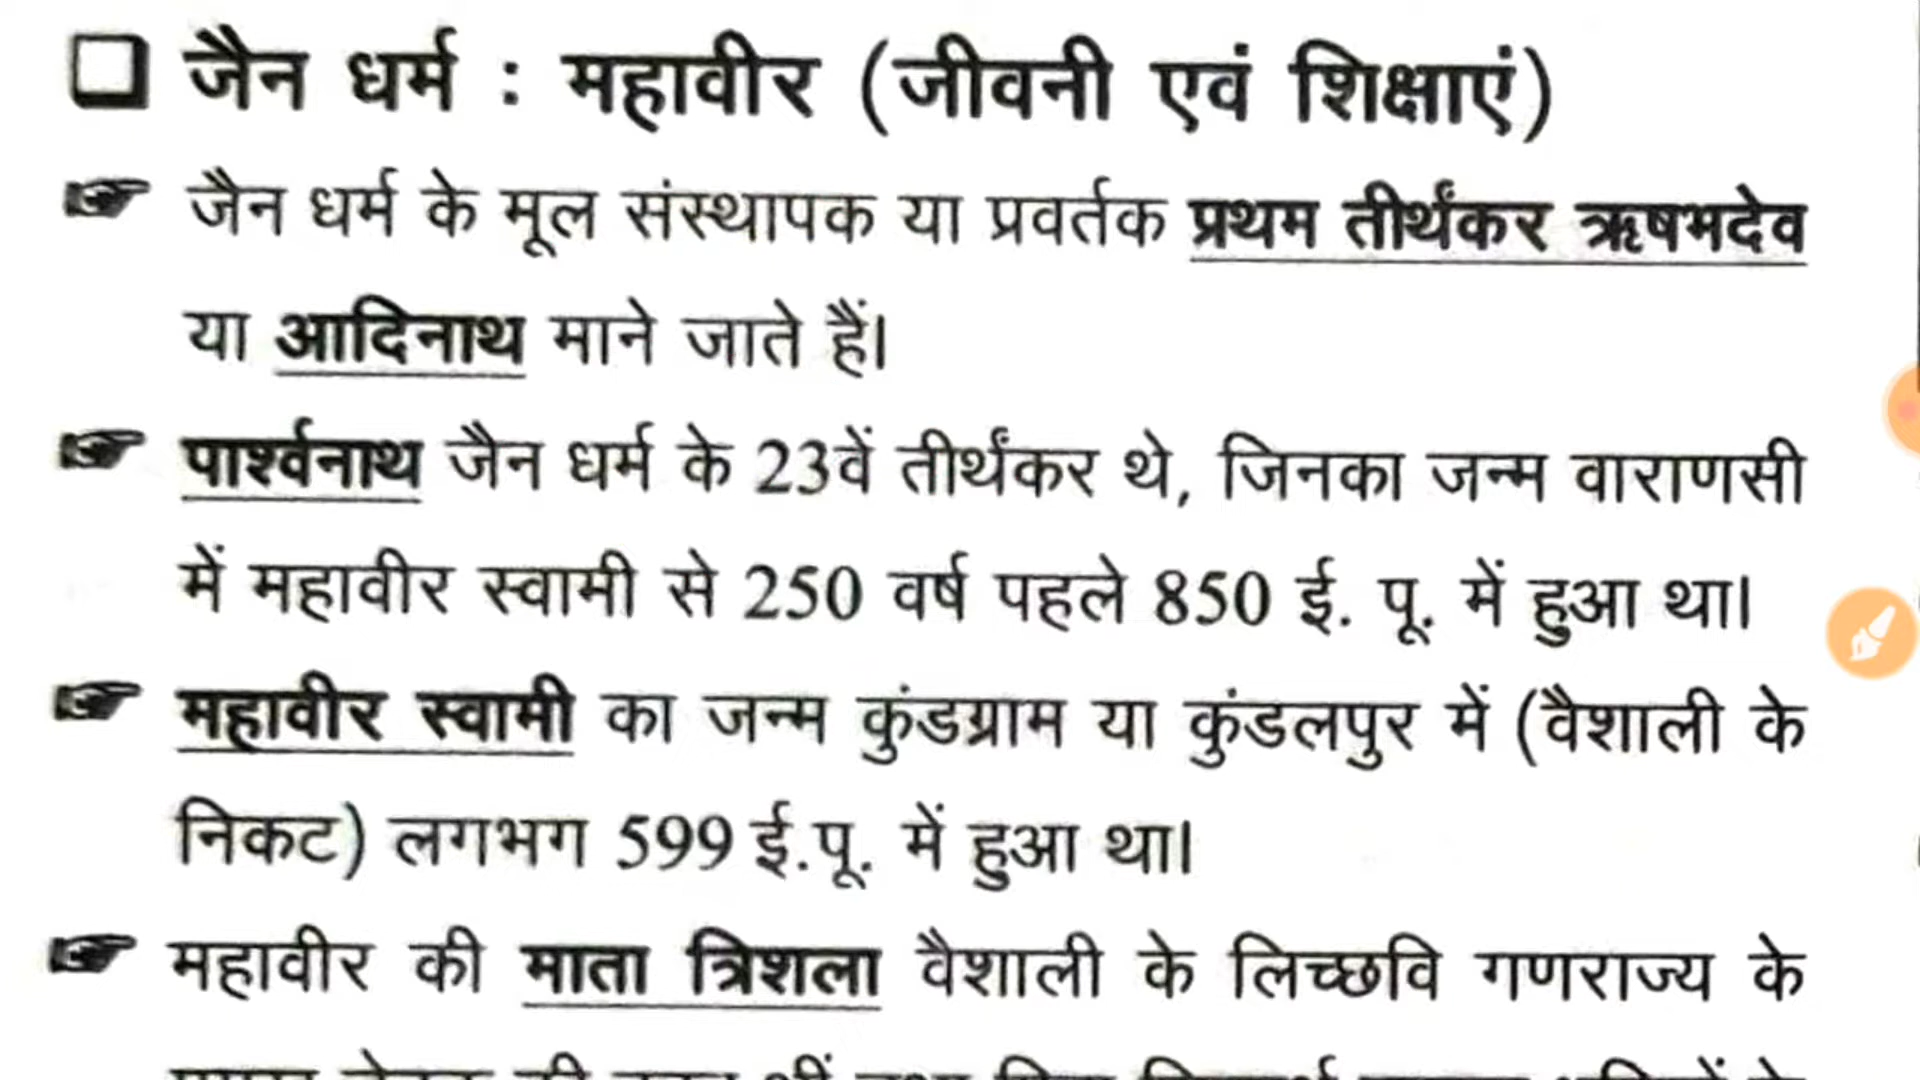 जैन धर्म : महावीर (जीवनी एवं शिक्षाएं)
जैन धर्म के मूल संस्थापक या प्रवर्तक प्रथम तीर्थंकर ऋषभदेव
या आदिनाथ माने जाते हैं।
पार्श्वनाथ जैन धर्म के 23वें तीर्थंकर थे, जिनका जन्म वाराणसी
में महावीर स्वामी से 250 वर्ष पहले 850 ई. पू. में हुआ था।
महावीर स्वामी का जन्म कुंडग्राम या कुंडलपुर में (वैशाली के
निकट) लगभग 599 ई.पू. में हुआ था।
महावीर की माता त्रिशला वैशाली के लिच्छवि गणराज्य के